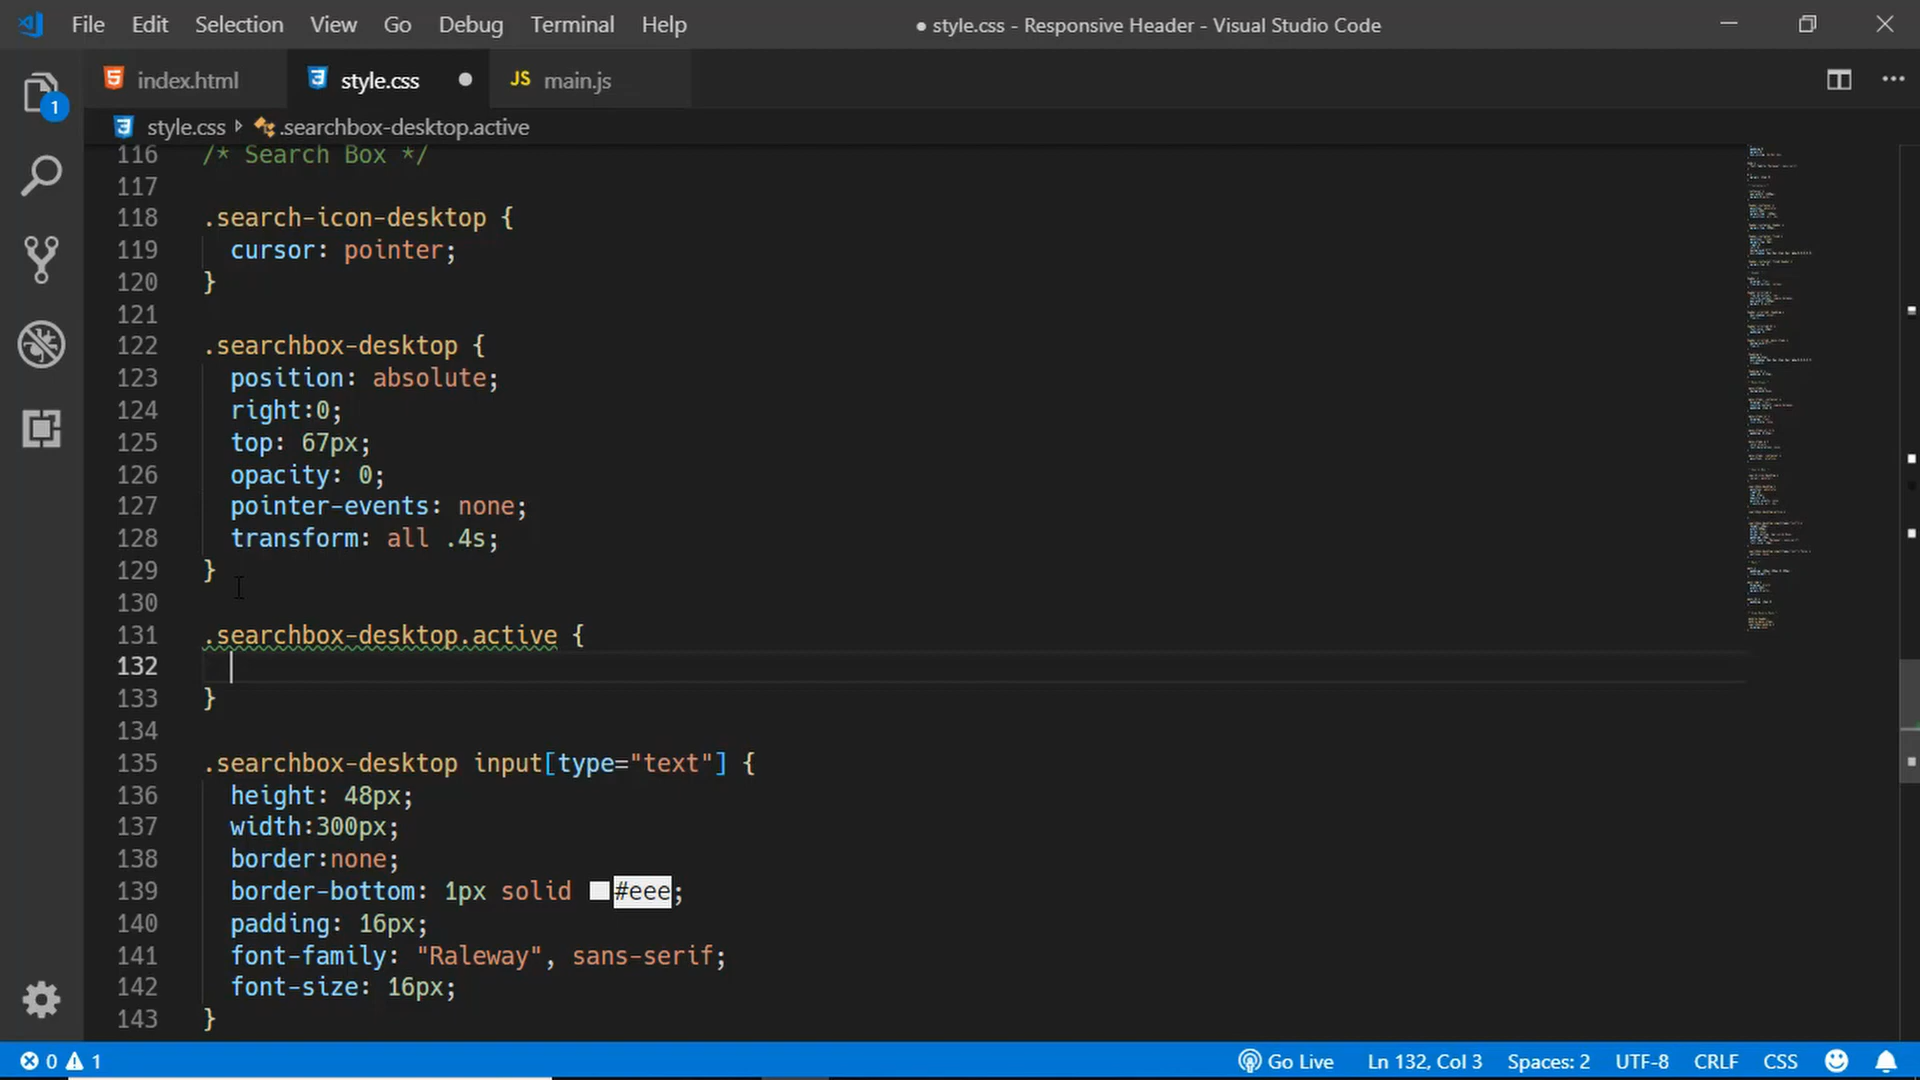 File Edit Selection View Go Debug Terminal Help ● style.css - Responsive Header - Visual Studio Code
index.html style.css ● JS main.js
style.css .searchbox-desktop.active
1
116 /* Search Box */
117
118 .search-icon-desktop {
119 cursor: pointer;
120 }
121
122 .searchbox-desktop {
123 position: absolute;
124 right:0;
125 top: 67px;
126 opacity: 0;
127 pointer-events: none;
128 transform: all .4s;
129 }
130
131 .searchbox-desktop.active {
132
133 }
134
135 .searchbox-desktop input[type="text"] {
136 height: 48px;
137 width:300px;
138 border:none;
139 border-bottom: 1px solid #eee;
140 padding: 16px;
141 font-family: "Raleway", sans-serif;
142 font-size: 16px;
143 }
0 1 Go Live Ln 132, Col 3 Spaces: 2 UTF-8 CRLF CSS